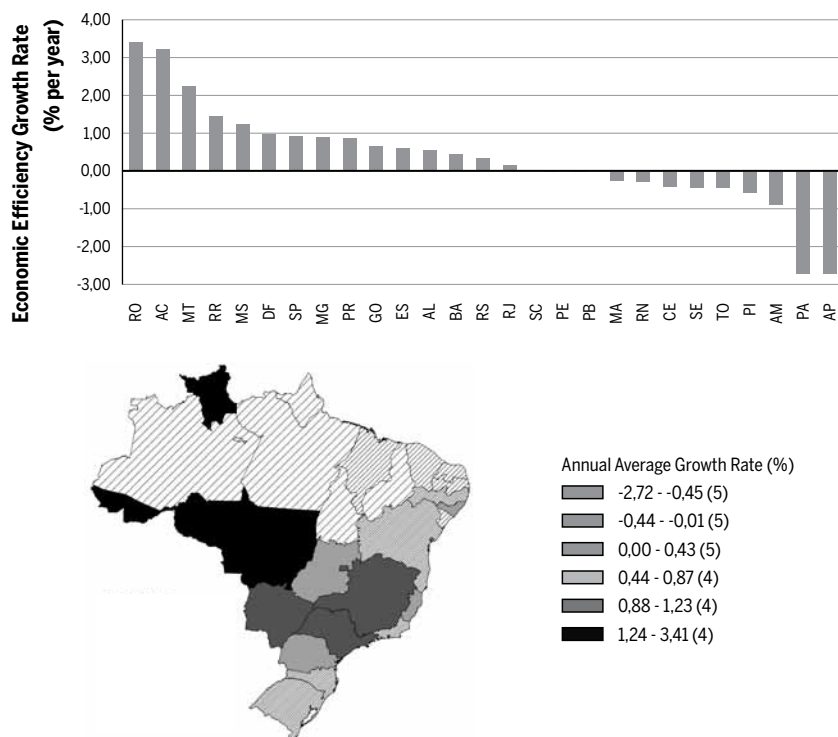 Economic Efficiency Growth Rate
(% per year)
4,00
3,00
2,00
1,00
0,00
-1,00
-2,00
-3,00
RO AC MT RR MS DF SP MG PR GO ES AL BA RS RJ SC PE PB MA RN CE SE TO PI AM PA AP
Annual Average Growth Rate (%)
-2,72 - -0,45 (5)
-0,44 - -0,01 (5)
0,00 - 0,43 (5)
0,44 - 0,87 (4)
0,88 - 1,23 (4)
1,24 - 3,41 (4)